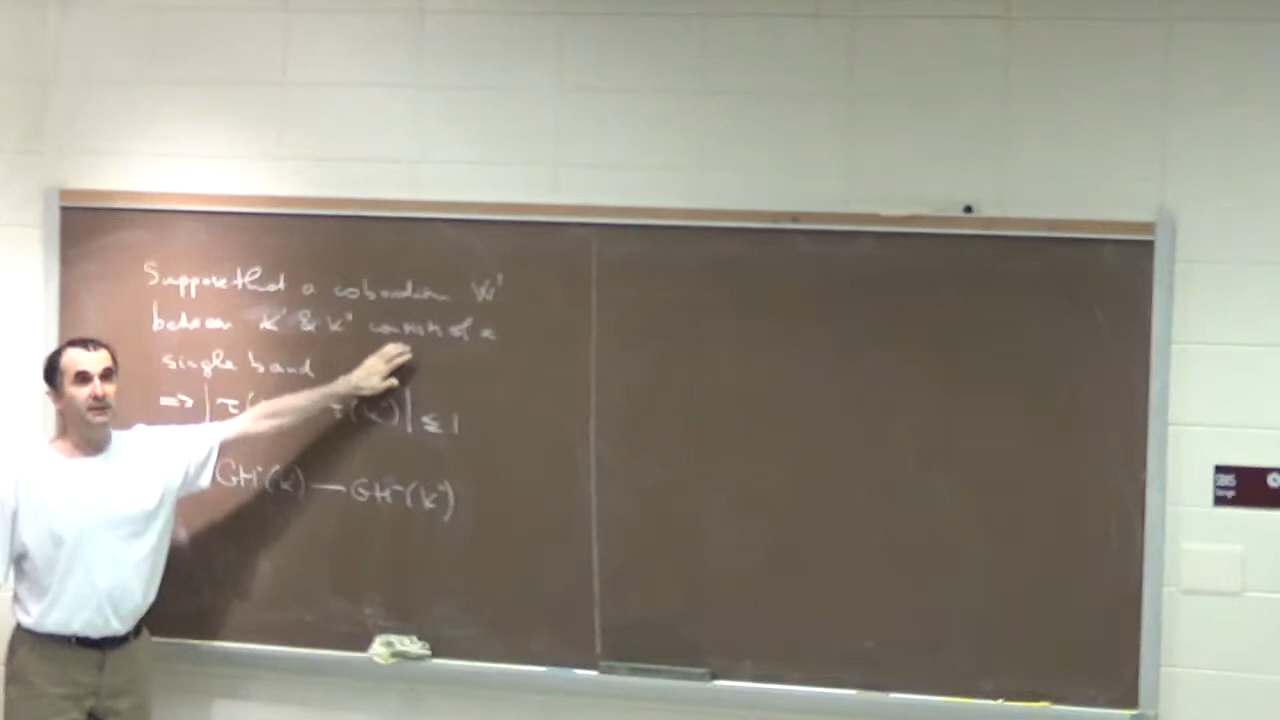 Suppose that a cobordism W'
between K' & K" consists of a
single band
=> |τ( τ(K")| ≤ 1
GH⁻(K') — GH⁻(K")